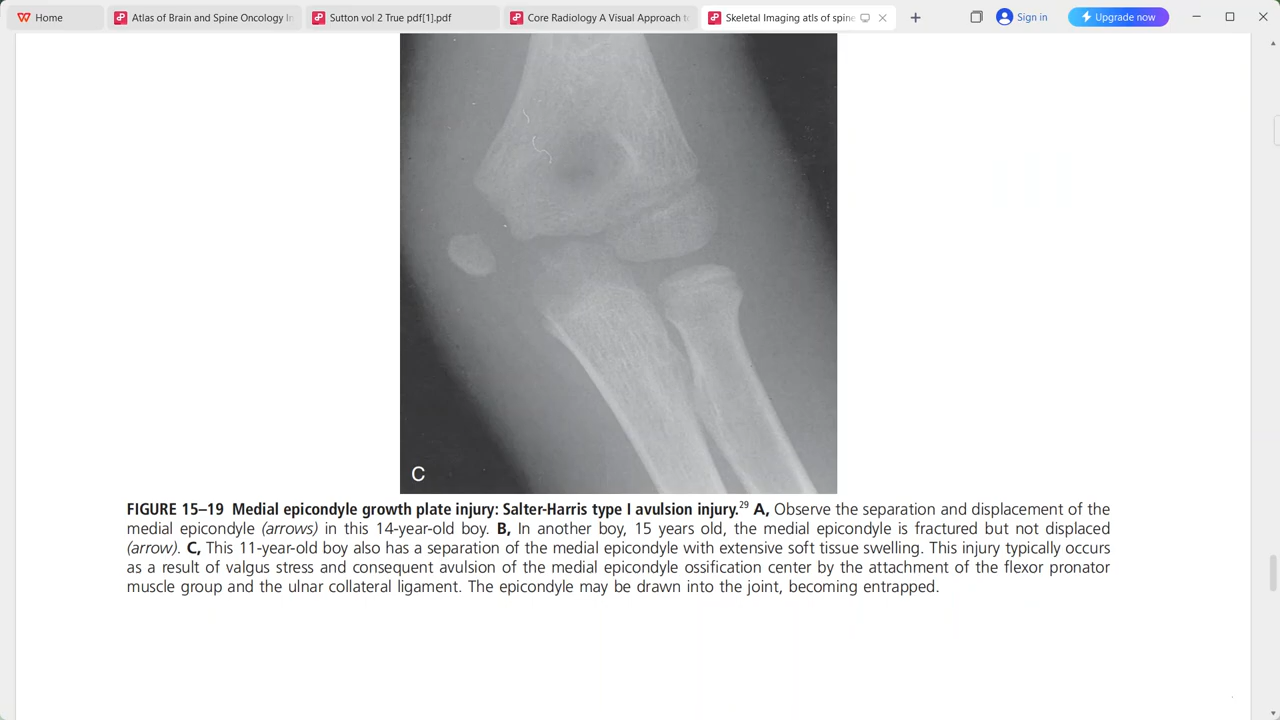 Home
Atlas of Brain and Spine Oncology I
Sutton vol 2 True pdf[1].pdf
Core Radiology A Visual Approach to
Skeletal Imaging atls of spine
Sign in
Upgrade now
C
FIGURE 15–19 Medial epicondyle growth plate injury: Salter-Harris type I avulsion injury.29 A, Observe the separation and displacement of the
medial epicondyle (arrows) in this 14-year-old boy. B, In another boy, 15 years old, the medial epicondyle is fractured but not displaced
(arrow). C, This 11-year-old boy also has a separation of the medial epicondyle with extensive soft tissue swelling. This injury typically occurs
as a result of valgus stress and consequent avulsion of the medial epicondyle ossification center by the attachment of the flexor pronator
muscle group and the ulnar collateral ligament. The epicondyle may be drawn into the joint, becoming entrapped.